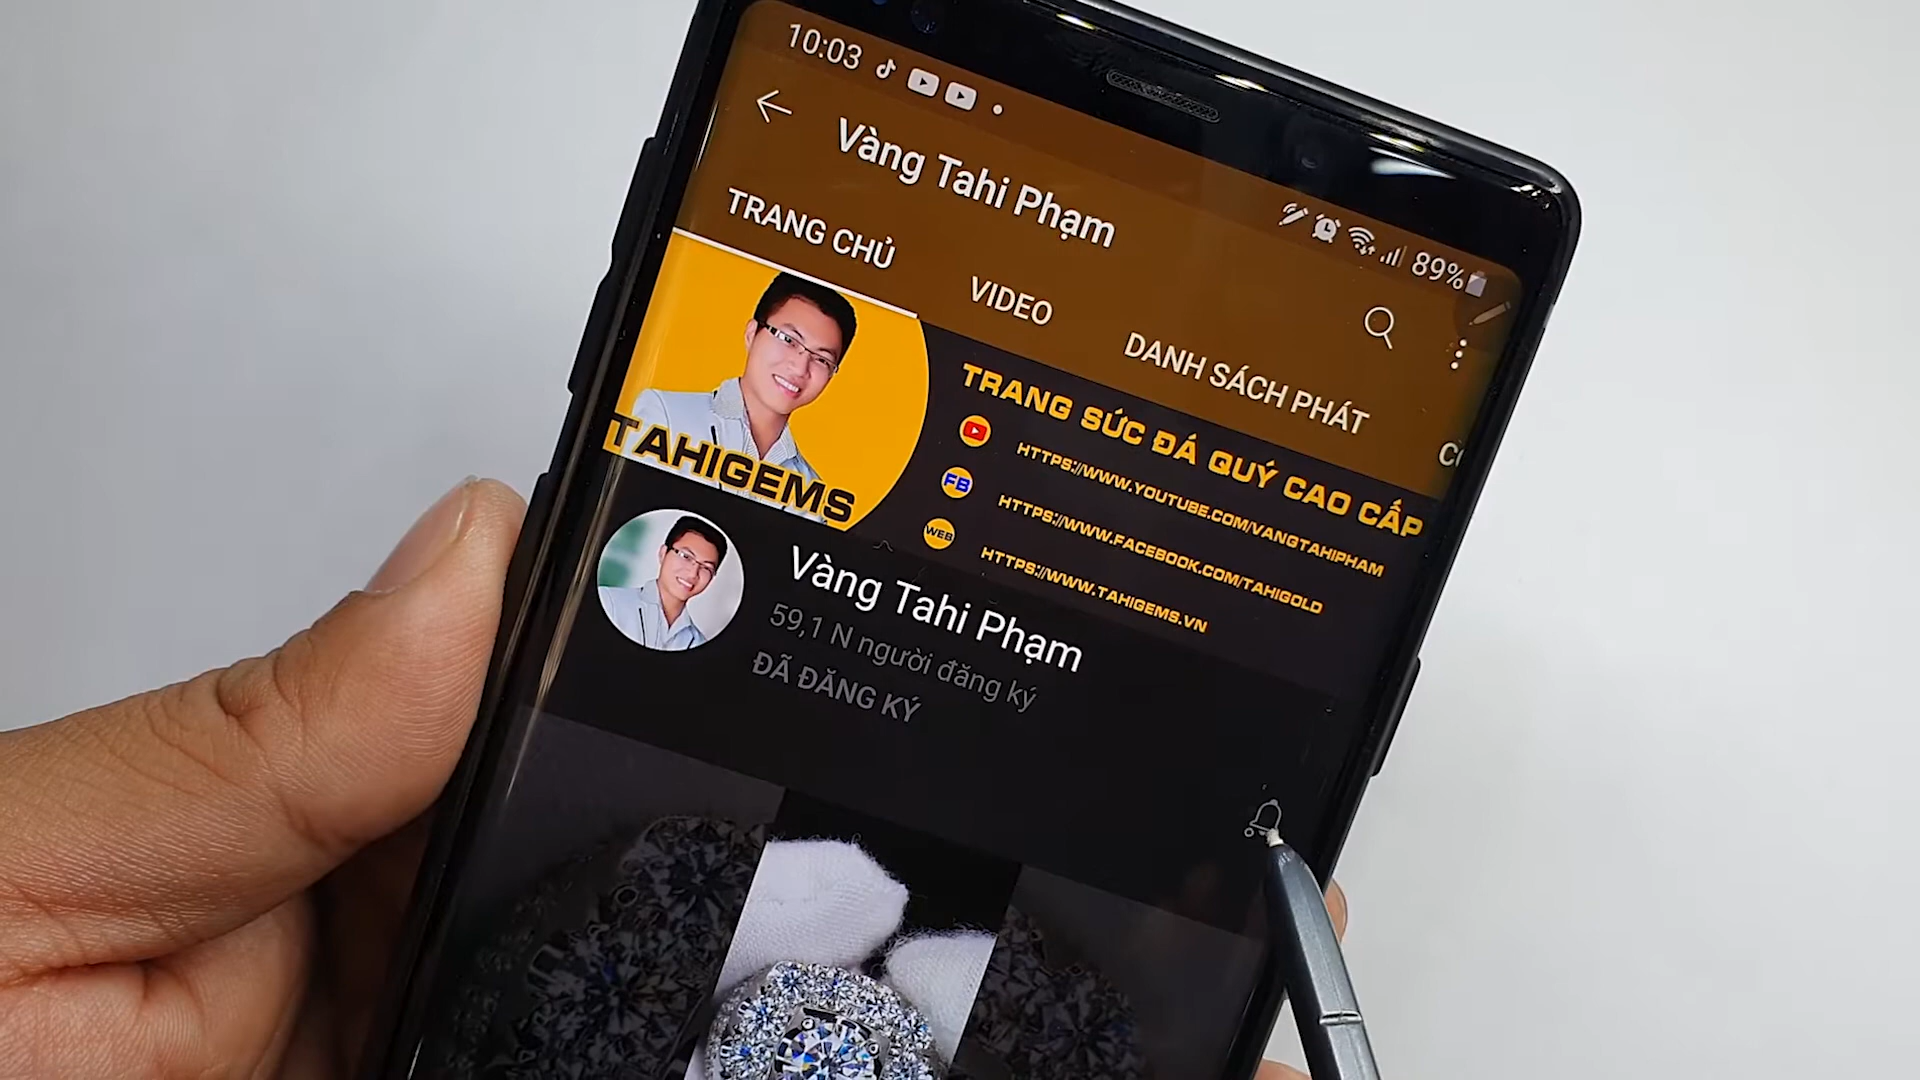 10:03
89%
Vàng Tahi Phạm
TRANG CHỦ
VIDEO
DANH SÁCH PHÁT
TAHIGEMS
TRANG SỨC ĐÁ QUÝ CAO CẤP
HTTPS://WWW.YOUTUBE.COM/VANGTAHIPHAM
FB
HTTPS://WWW.FACEBOOK.COM/TAHIGOLD
WEB
HTTPS://WWW.TAHIGEMS.VN
Vàng Tahi Phạm
59,1 N người đăng ký
ĐÃ ĐĂNG KÝ